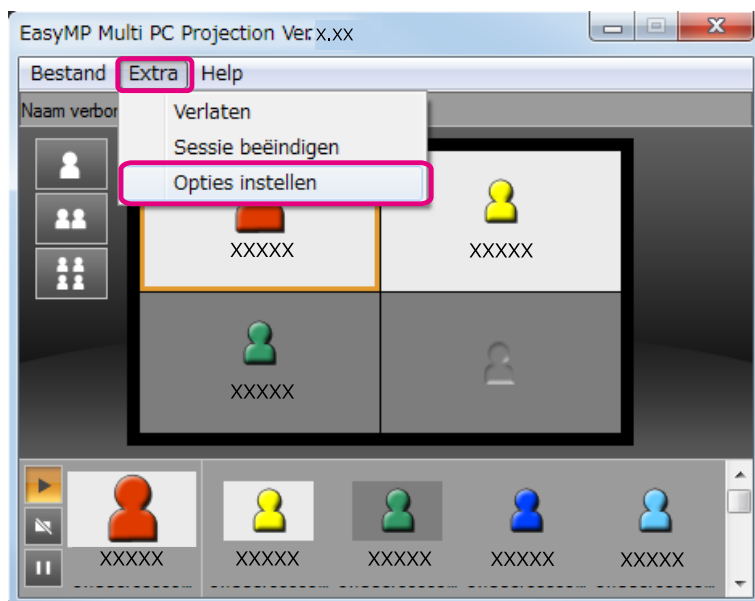 EasyMP Multi PC Projection Ver. x.xx
Bestand Extra Help
Naam verbor
Verlaten
Sessie beëindigen
Opties instellen
XXXXX XXXXX
XXXXX
XXXXX XXXXX XXXXX XXXXX XXXXX